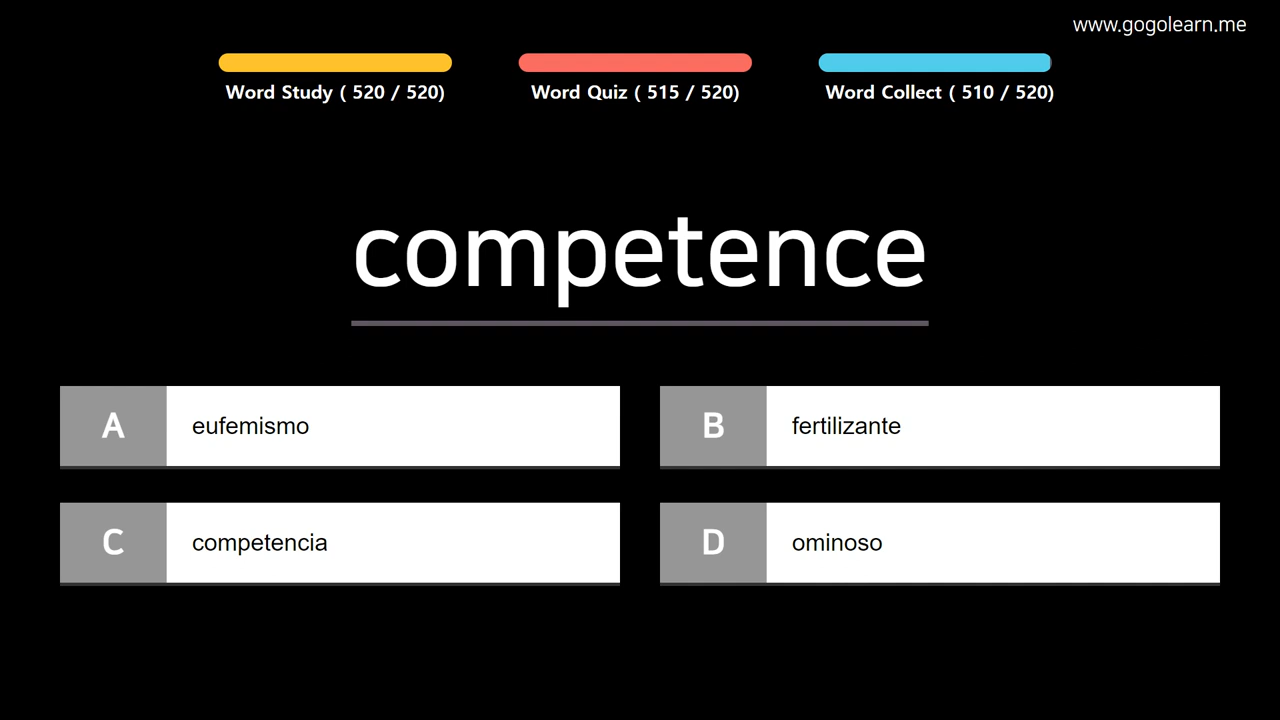 www.gogolearn.me
Word Study ( 520 / 520)
Word Quiz ( 515 / 520)
Word Collect ( 510 / 520)
competence
A
eufemismo
B
fertilizante
C
competencia
D
ominoso